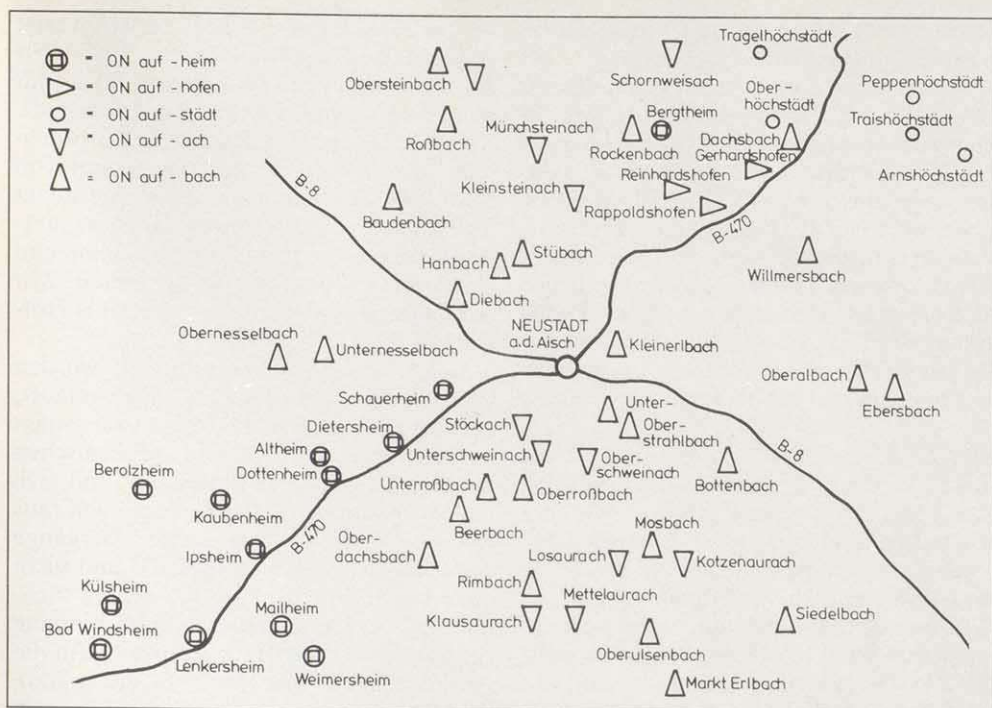 " ON auf - heim
" ON auf - hofen
= ON auf - städt
" ON auf - ach
= ON auf - bach
Obersteinbach
Schornweisach
Tragelhöchstädt
Peppenhöchstädt
Ober-
höchstädt
Traishöchstädt
Roßbach
Münchsteinach
Bergtheim
Rockenbach
Dachsbach
Gerhardshofen
Arnshöchstädt
B-8
Baudenbach
Kleinsteinach
Reinhardshofen
Rappoldshofen
B-470
Hanbach
Stübach
Willmersbach
Diebach
NEUSTADT
a.d. Aisch
Obernesselbach
Unternesselbach
Kleinerlbach
Schauerheim
Oberalbach
Ebersbach
Stöckach
Unter-
Ober-
strahlbach
Dietersheim
Altheim
Dottenheim
Unterschweinach
Ober-
schweinach
B-8
Berolzheim
Kaubenheim
Unterroßbach
Oberroßbach
Bottenbach
B-470
Beerbach
Ipsheim
Ober-
dachsbach
Mosbach
Losaurach
Kotzenaurach
Rimbach
Külsheim
Mailheim
Mettelaurach
Klausaurach
Siedelbach
Bad Windsheim
Lenkersheim
Weimersheim
Oberulsenbach
Markt Erlbach